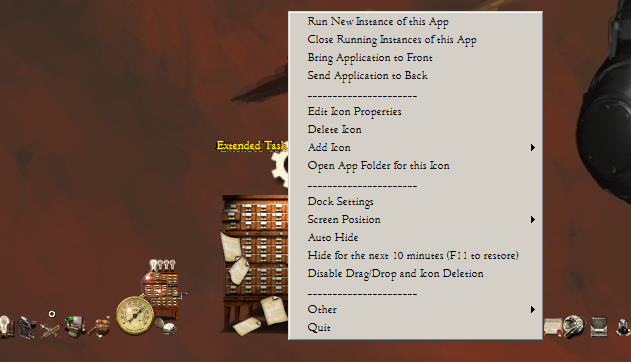 Run New Instance of this App
Close Running Instances of this App
Bring Application to Front
Send Application to Back
----------------------
Edit Icon Properties
Delete Icon
Extended Task
Add Icon
Open App Folder for this Icon
----------------------
Dock Settings
Screen Position
Auto Hide
Hide for the next 10 minutes (F11 to restore)
Disable Drag/Drop and Icon Deletion
----------------------
Other
Quit